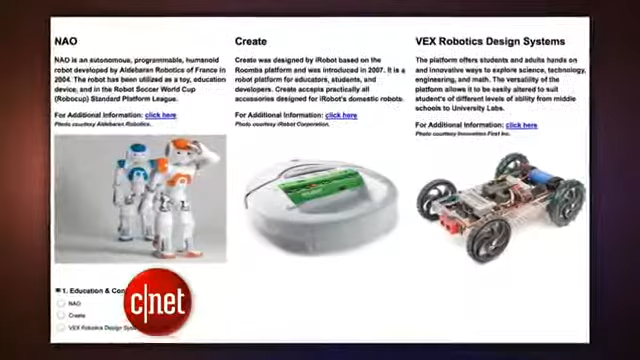 NAO
NAO is an autonomous, programmable, humanoid
robot developed by Aldebaran Robotics of France in
2004. The robot has been utilized as a toy, education
device, and in the Robot Soccer World Cup
(Robocup) Standard Platform League.
For Additional Information: click here
Photo courtesy Aldebaran Robotics.
Create
Create was designed by iRobot based on the
Roomba platform and was introduced in 2007. It is a
robot platform for educators, students, and
developers. Create accepts practically all
accessories designed for iRobot's domestic robots.
For Additional Information: click here
Photo courtesy iRobot Corporation.
VEX Robotics Design Systems
The platform offers students and adults hands on
and innovative ways to explore science, technology,
engineering, and math. The versatility of the
platform allows it to be easily altered to suit
student's of different levels of ability from middle
schools to University Labs.
For Additional Information: click here
Photo courtesy Innovation First Inc.
1. Education & Con
NAO
Create
VEX Robotics Design Syst
c|net